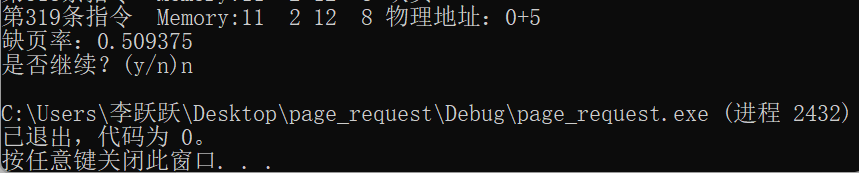 第319条指令  Memory:11  2 12  8 物理地址: 0+5
缺页率: 0.509375
是否继续? (y/n)n
C:\Users\李跃跃\Desktop\page_request\Debug\page_request.exe (进程 2432)
已退出，代码为 0。
按任意键关闭此窗口. . .